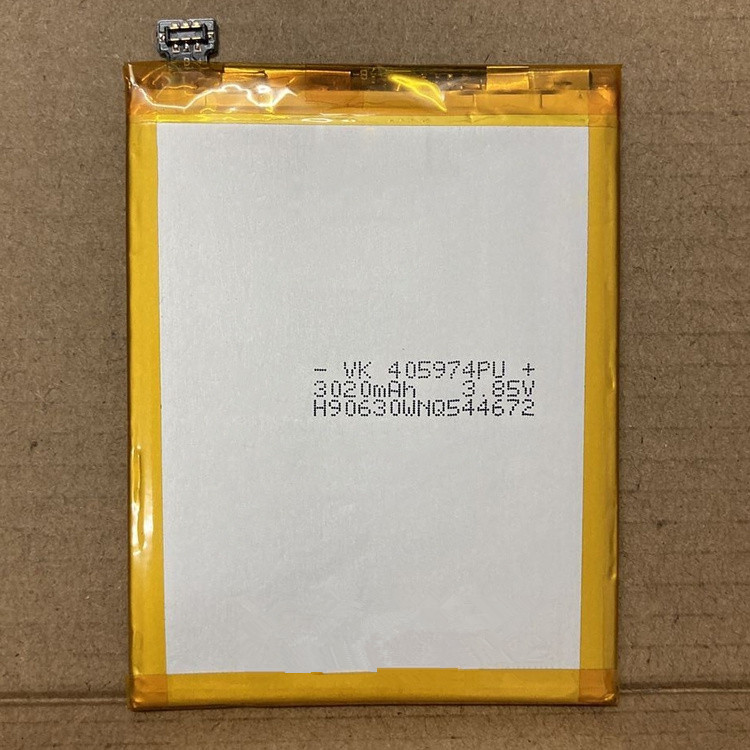 - VK 405974PU +
3020mAh 3.85V
H90630WNQ544672